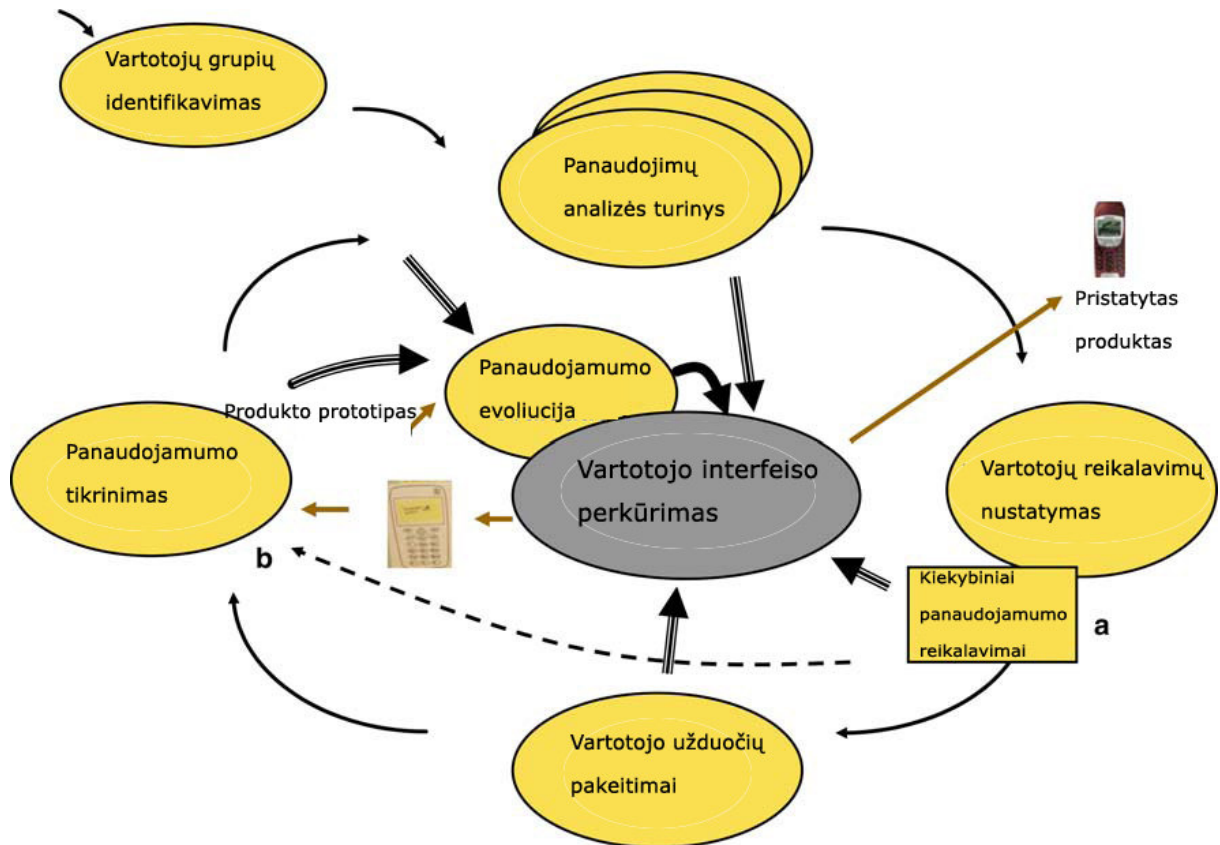 Vartotojų grupių
identifikavimas
Panaudojimų
analizės turinys
Pristatytas
produktas
Panaudojamumo
evoliucija
Produkto prototipas
Panaudojamumo
tikrinimas
b
Vartotojo interfeiso
perkūrimas
Vartotojų reikalavimų
nustatymas
Kiekybiniai
panaudojamumo
reikalavimai
a
Vartotojo užduočių
pakeitimai